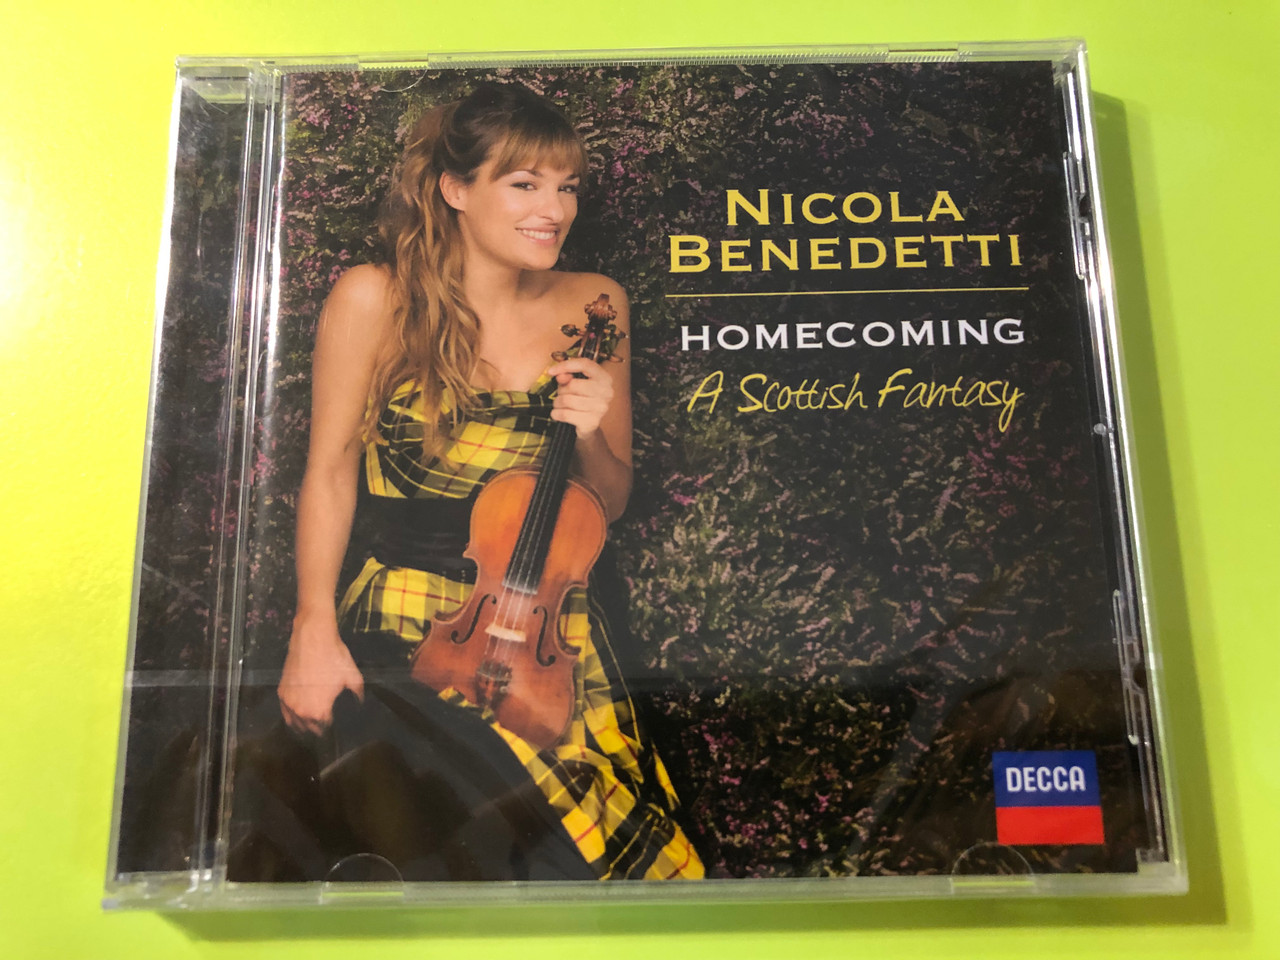 NICOLA
BENEDETTI
HOMECOMING
A Scottish Fantasy
DECCA